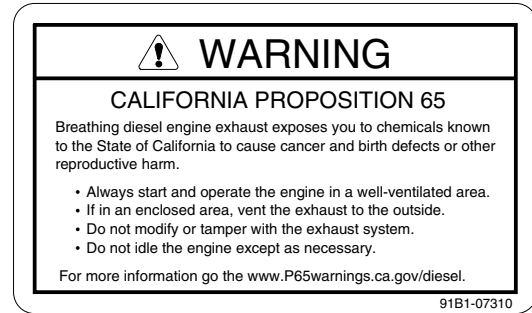 WARNING
CALIFORNIA PROPOSITION 65
Breathing diesel engine exhaust exposes you to chemicals known
to the State of California to cause cancer and birth defects or other
reproductive harm.
• Always start and operate the engine in a well-ventilated area.
• If in an enclosed area, vent the exhaust to the outside.
• Do not modify or tamper with the exhaust system.
• Do not idle the engine except as necessary.
For more information go the www.P65warnings.ca.gov/diesel.
91B1-07310